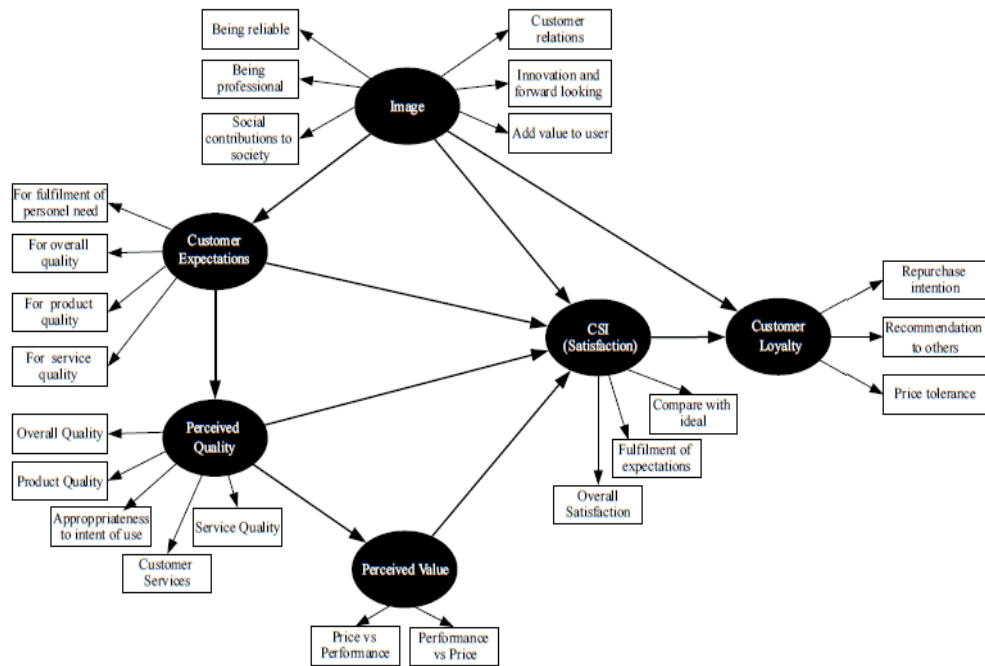 Being reliable
Customer
relations
Being
professional
Innovation and
forward looking
Image
Social
contributions to
society
Add value to user
For fulfilment of
personel need
For overall
quality
Customer
Expectations
For product
quality
For service
quality
Repurchase
intention
CSI
(Satisfaction)
Customer
Loyalty
Recommendation
to others
Price tolerance
Compare with
ideal
Fulfilment of
expectations
Overall
Satisfaction
Overall Quality
Perceived
Quality
Product Quality
Approppriateness
to intent of use
Service Quality
Customer
Services
Perceived Value
Price vs
Performance
Performance
vs Price